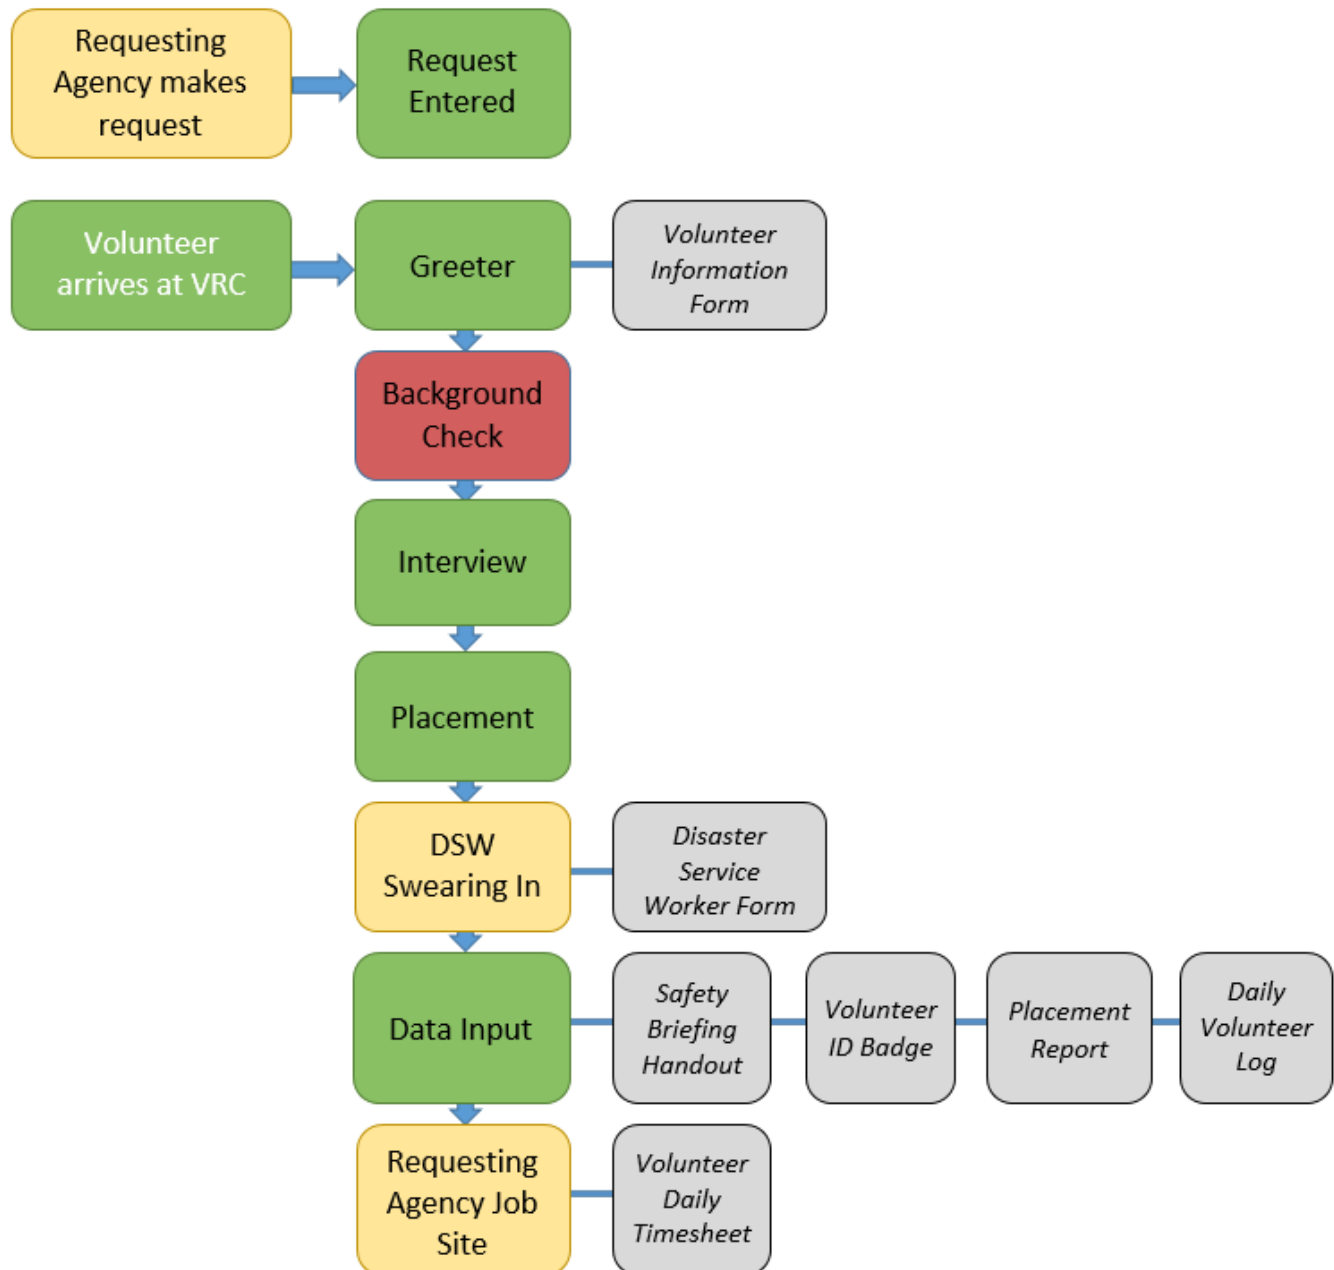 Requesting
Agency makes
request
Request
Entered
Volunteer
arrives at VRC
Greeter
Volunteer
Information
Form
Background
Check
Interview
Placement
DSW
Swearing In
Disaster
Service
Worker Form
Data Input
Safety
Briefing
Handout
Volunteer
ID Badge
Placement
Report
Daily
Volunteer
Log
Requesting
Agency Job
Site
Volunteer
Daily
Timesheet